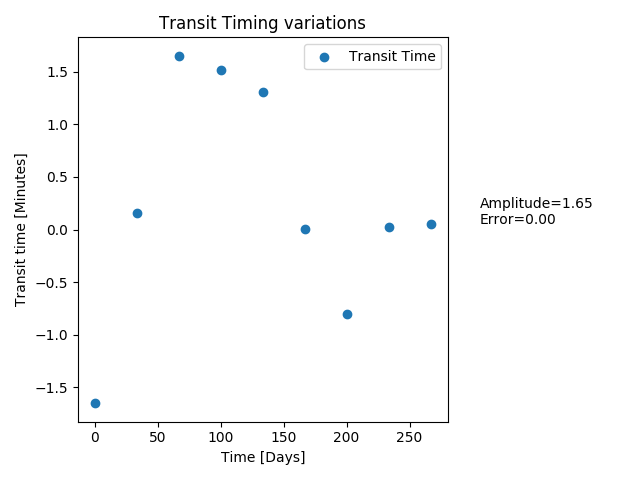 Transit Timing variations
Transit Time
Transit time [Minutes]
1.5
1.0
0.5
0.0
−0.5
−1.0
−1.5
0
50
100
150
200
250
Time [Days]
Amplitude=1.65
Error=0.00